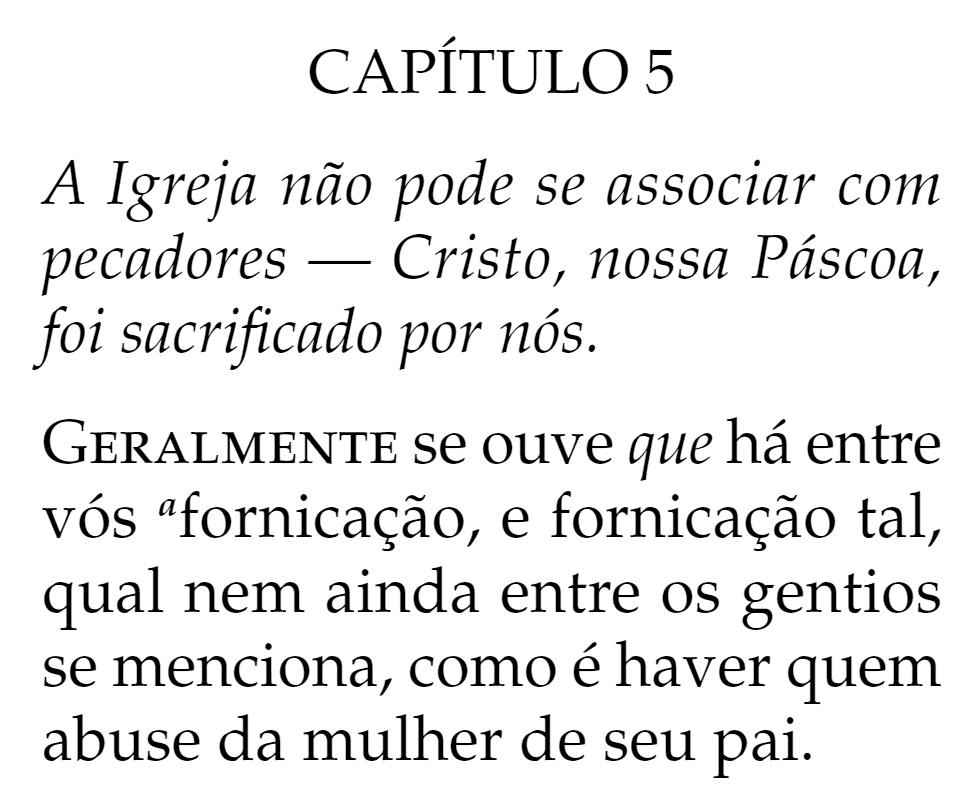 CAPÍTULO 5
A Igreja não pode se associar com
pecadores — Cristo, nossa Páscoa,
foi sacrificado por nós.
GERALMENTE se ouve que há entre
vós ᵃfornicação, e fornicação tal,
qual nem ainda entre os gentios
se menciona, como é haver quem
abuse da mulher de seu pai.